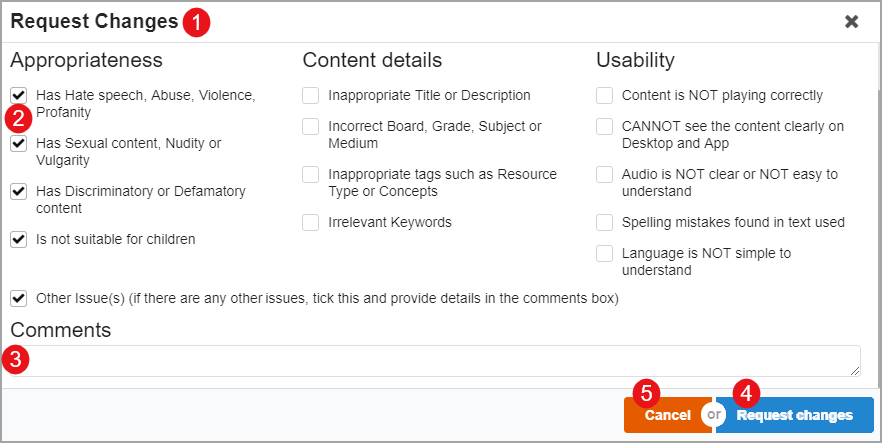 Request Changes 1
Appropriateness
Has Hate speech, Abuse, Violence,
Profanity
2
Has Sexual content, Nudity or
Vulgarity
Has Discriminatory or Defamatory
content
Is not suitable for children
Content details
Inappropriate Title or Description
Incorrect Board, Grade, Subject or
Medium
Inappropriate tags such as Resource
Type or Concepts
Irrelevant Keywords
Usability
Content is NOT playing correctly
CANNOT see the content clearly on
Desktop and App
Audio is NOT clear or NOT easy to
understand
Spelling mistakes found in text used
Language is NOT simple to
understand
Other Issue(s) (if there are any other issues, tick this and provide details in the comments box)
Comments
3
5 4
Cancel or Request changes